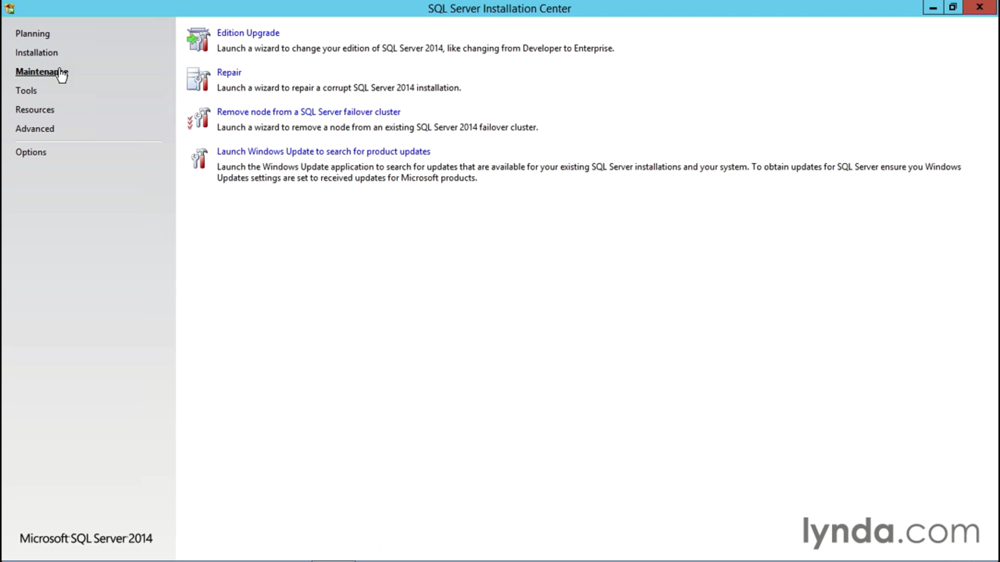 SQL Server Installation Center
Planning
Installation
Maintenance
Tools
Resources
Advanced
Options
Edition Upgrade
Launch a wizard to change your edition of SQL Server 2014, like changing from Developer to Enterprise.
Repair
Launch a wizard to repair a corrupt SQL Server 2014 installation.
Remove node from a SQL Server failover cluster
Launch a wizard to remove a node from an existing SQL Server 2014 failover cluster.
Launch Windows Update to search for product updates
Launch the Windows Update application to search for updates that are available for your existing SQL Server installations and your system. To obtain updates for SQL Server ensure you Windows
Updates settings are set to received updates for Microsoft products.
Microsoft SQL Server 2014
lynda.com